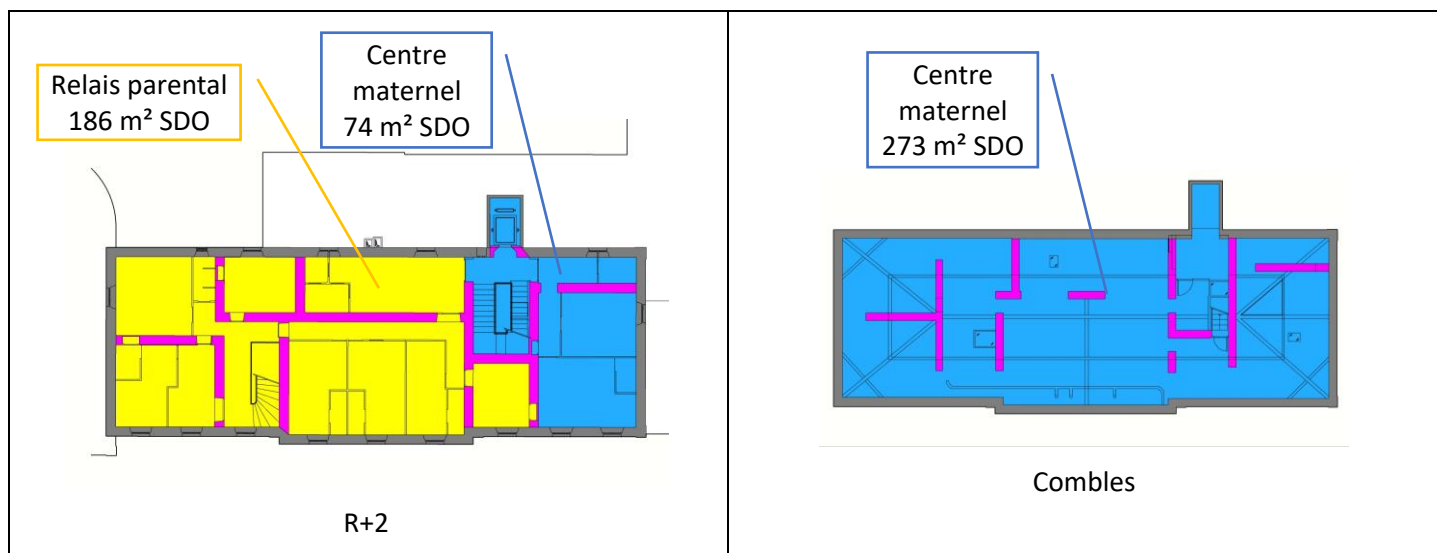 Relais parental
186 m² SDO
Centre
maternel
74 m² SDO
R+2
Centre
maternel
273 m² SDO
Combles